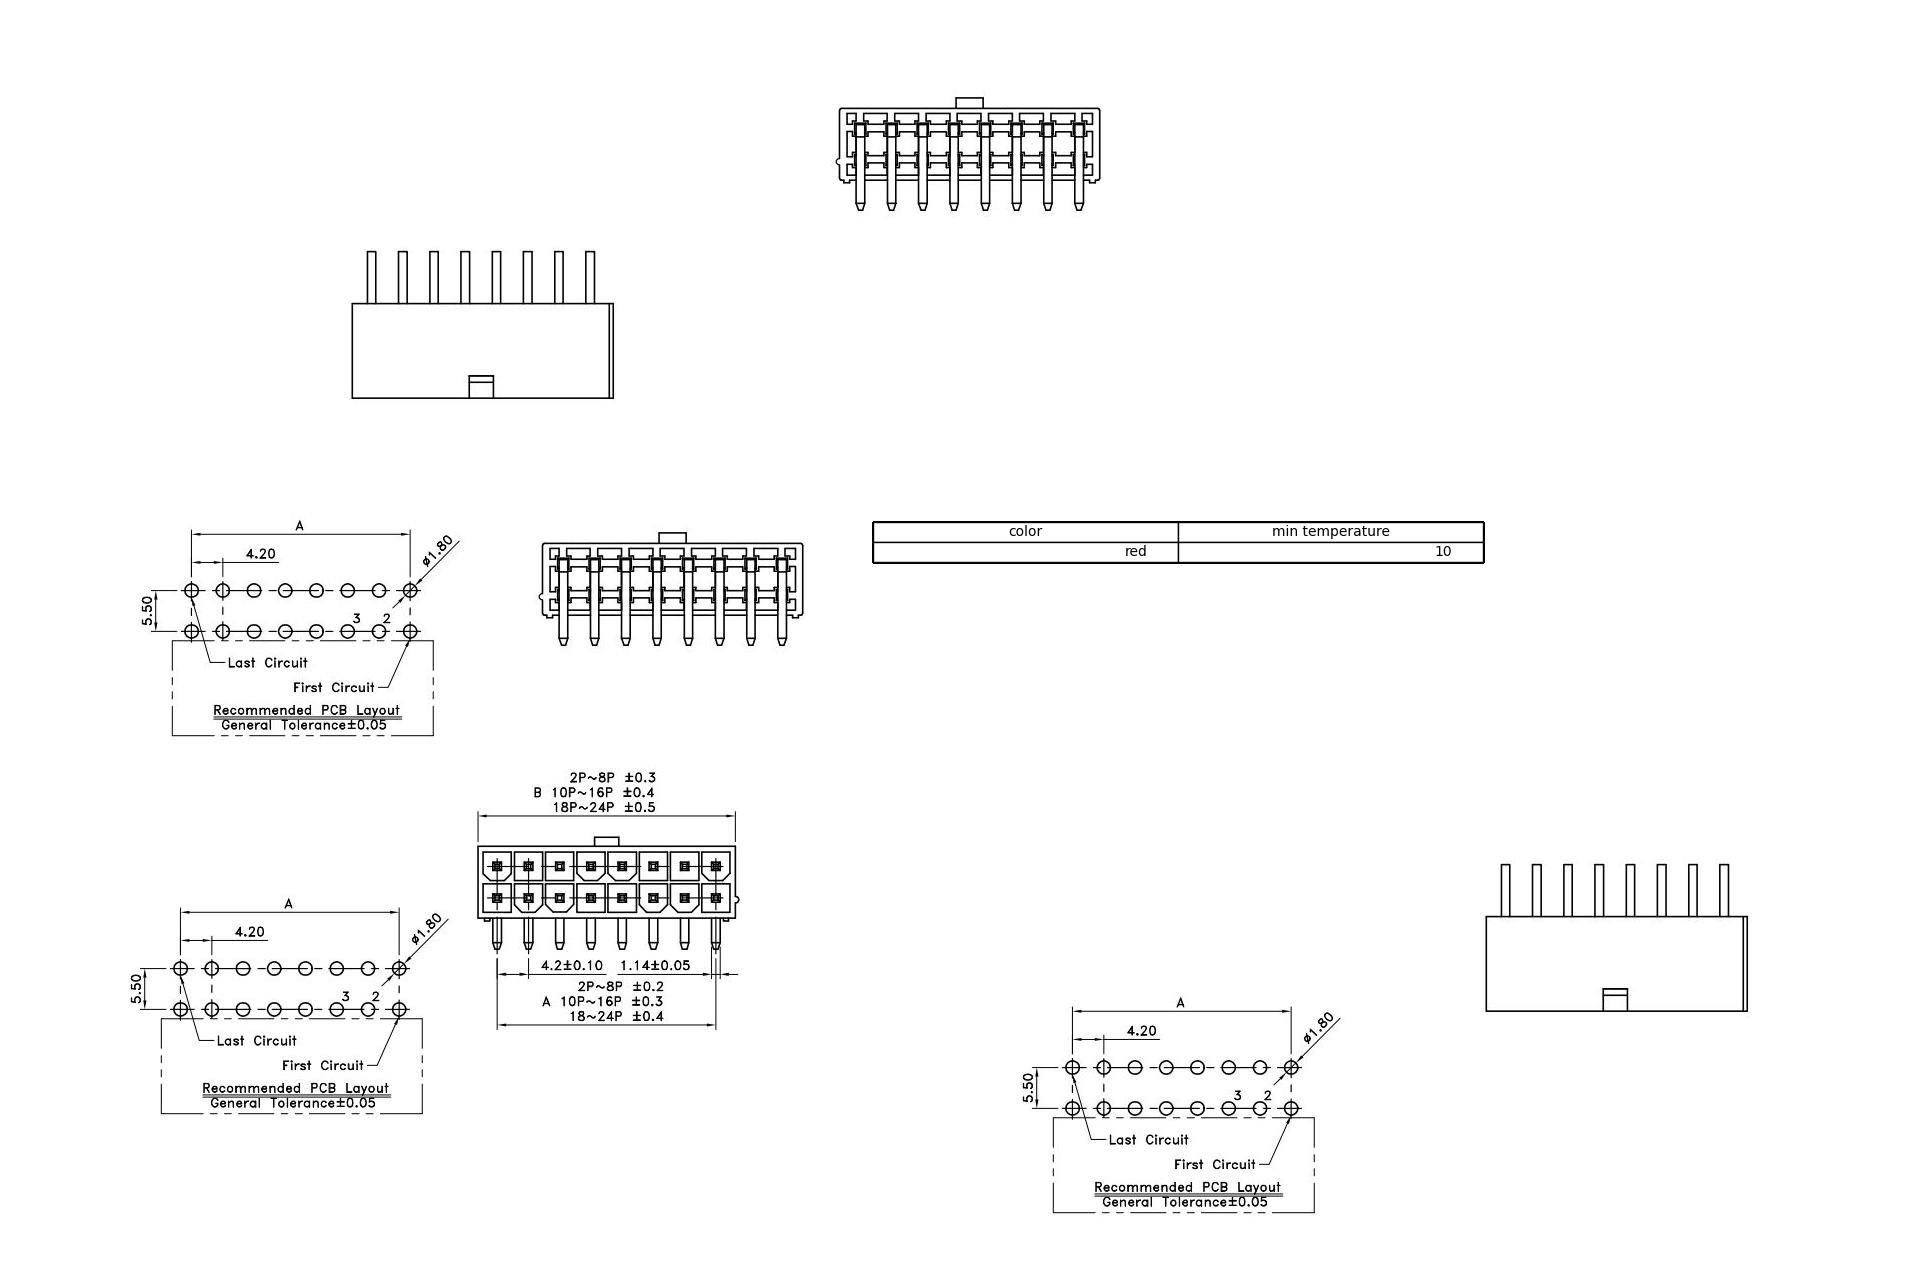 A
4.20
ø1.80
5.50
3 2
Last Circuit
First Circuit
Recommended PCB Layout
General Tolerance±0.05
color min temperature
red 10
2P~8P ±0.3
B 10P~16P ±0.4
18P~24P ±0.5
4.2±0.10 1.14±0.05
2P~8P ±0.2
A 10P~16P ±0.3
18~24P ±0.4
A
4.20
ø1.80
5.50
3 2
Last Circuit
First Circuit
Recommended PCB Layout
General Tolerance±0.05
A
4.20
ø1.80
5.50
3 2
Last Circuit
First Circuit
Recommended PCB Layout
General Tolerance±0.05